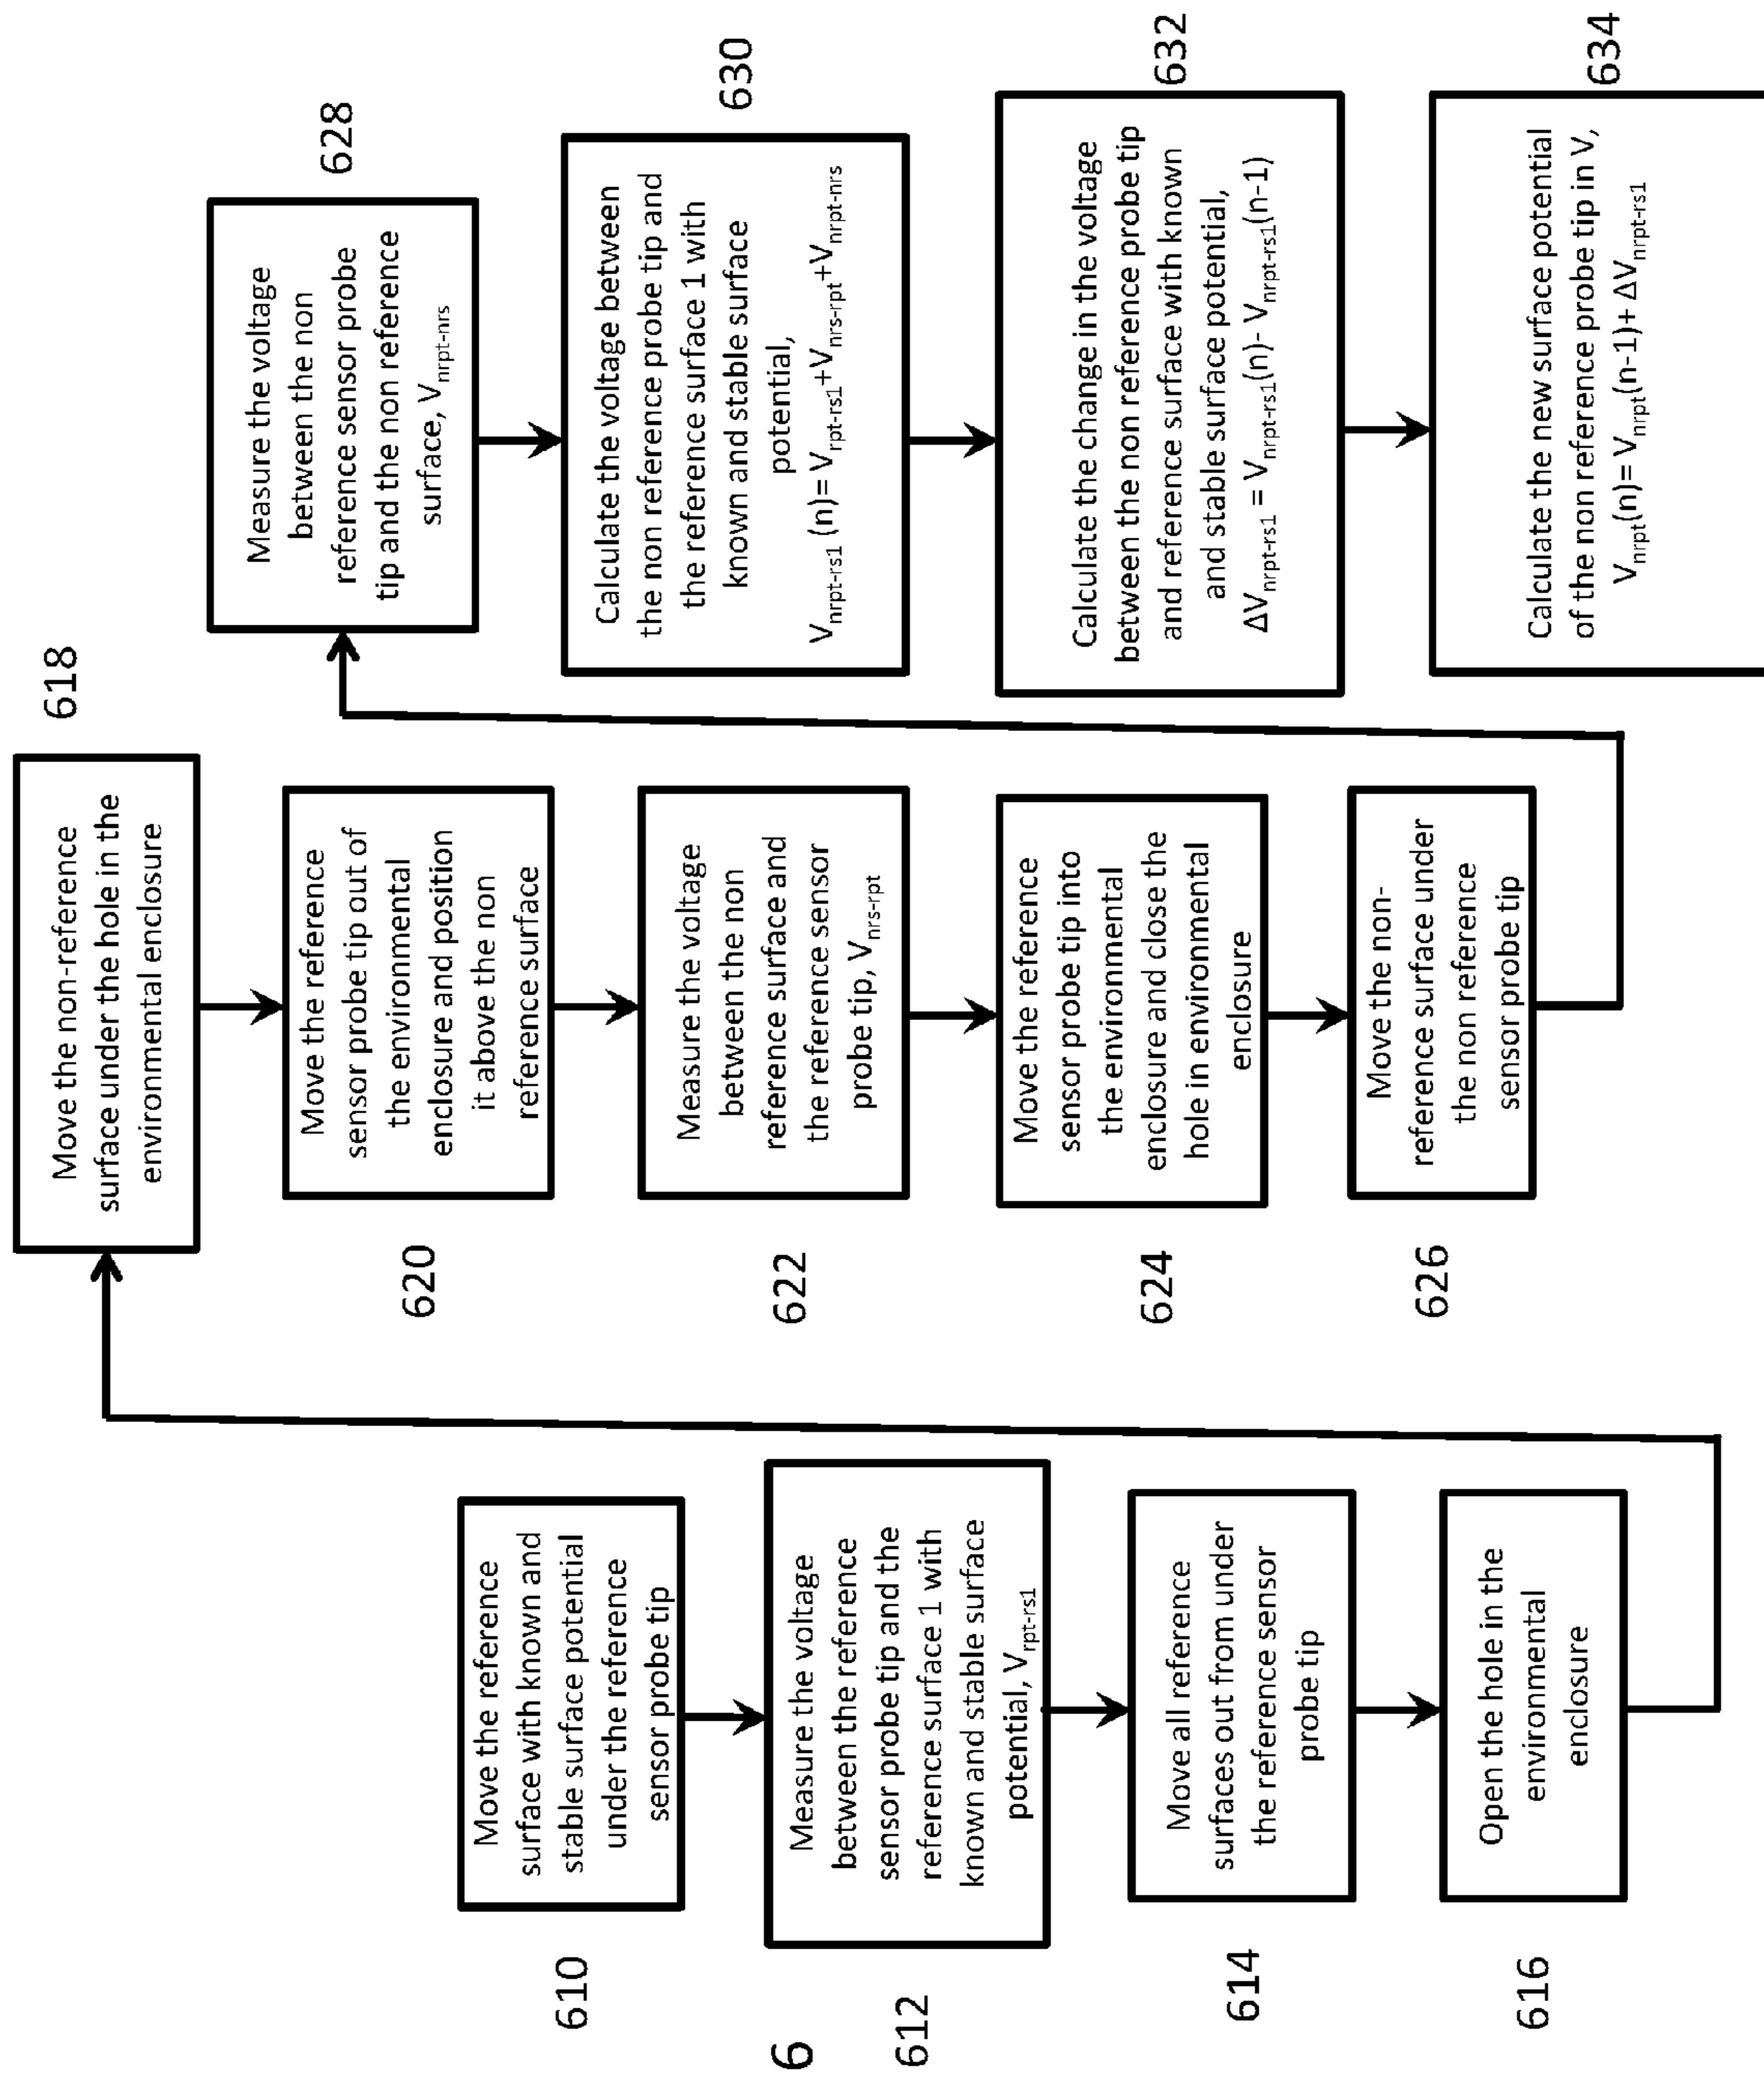 6
610
Move the reference
surface with known and
stable surface potential
under the reference
sensor probe tip
612
Measure the voltage
between the reference
sensor probe tip and the
reference surface 1 with
known and stable surface
potential, Vrpt-rs1
614
Move all reference
surfaces out from under
the reference sensor
probe tip
616
Open the hole in the
environmental
enclosure
618
Move the non-reference
surface under the hole in the
environmental enclosure
620
Move the reference
sensor probe tip out of
the environmental
enclosure and position
it above the non
reference surface
622
Measure the voltage
between the non
reference surface and
the reference sensor
probe tip, Vnrs-rpt
624
Move the reference
sensor probe tip into
the environmental
enclosure and close the
hole in environmental
enclosure
626
Move the non-
reference surface under
the non reference
sensor probe tip
628
Measure the voltage
between the non
reference sensor probe
tip and the non reference
surface, Vnrpt-nrs
630
Calculate the voltage between
the non reference probe tip and
the reference surface 1 with
known and stable surface
potential,
Vnrpt-rs1 (n)= Vrpt-rs1+Vnrs-rpt+Vnrpt-nrs
632
Calculate the change in the voltage
between the non reference probe tip
and reference surface with known
and stable surface potential,
ΔVnrpt-rs1 = Vnrpt-rs1(n)- Vnrpt-rs1(n-1)
634
Calculate the new surface potential
of the non reference probe tip in V,
Vnrpt(n)= Vnrpt(n-1)+ ΔVnrpt-rs1